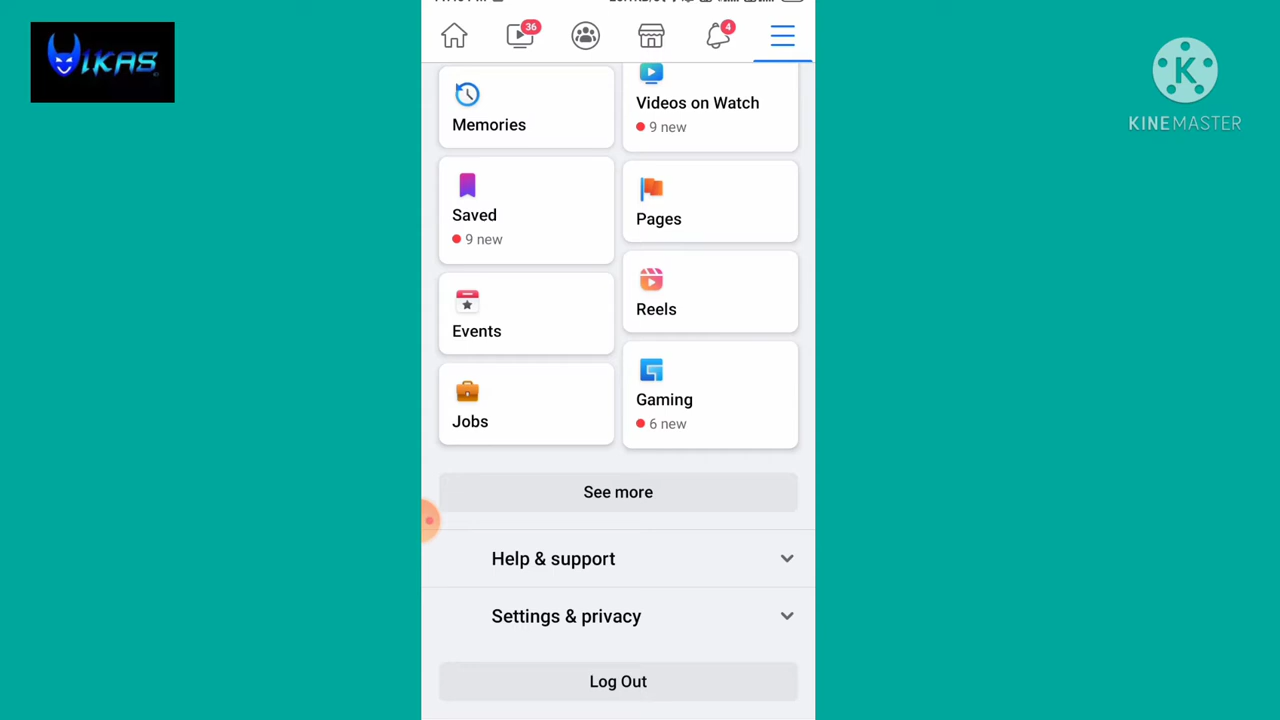 VIKAS
36
4
K
KINEMASTER
Memories
Videos on Watch
9 new
Saved
9 new
Pages
Events
Reels
Jobs
Gaming
6 new
See more
Help & support
Settings & privacy
Log Out